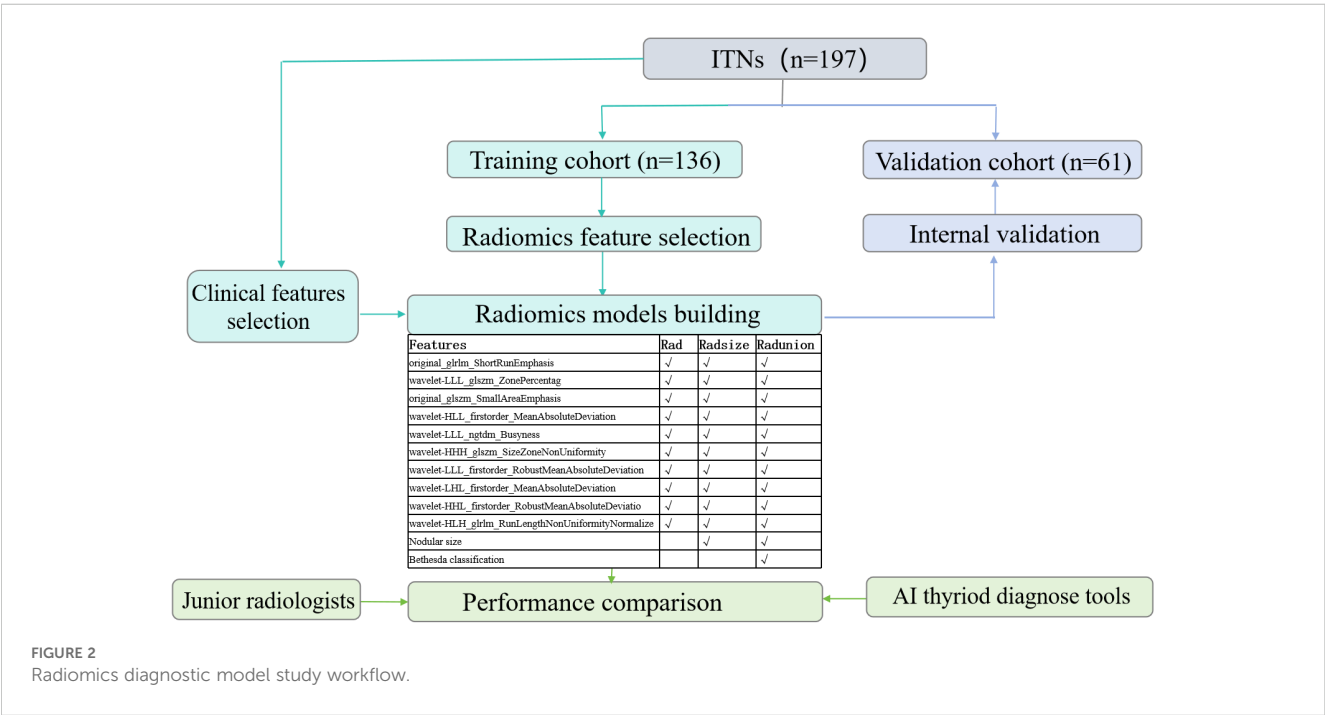 ITNs (n=197)
Training cohort (n=136)
Validation cohort (n=61)
Radiomics feature selection
Internal validation
Clinical features
selection
Radiomics models building
Features Rad Radsize Radunion
original_glrlm_ShortRunEmphasis √ √ √
wavelet-LLL_glszm_ZonePercentag √ √ √
original_glszm_SmallAreaEmphasis √ √ √
wavelet-HLL_firstorder_MeanAbsoluteDeviation √ √ √
wavelet-LLL_ngtdm_Busyness √ √ √
wavelet-HHH_glszm_SizeZoneNonUniformity √ √ √
wavelet-LLL_firstorder_RobustMeanAbsoluteDeviation √ √ √
wavelet-LHL_firstorder_MeanAbsoluteDeviation √ √ √
wavelet-HHL_firstorder_RobustMeanAbsoluteDeviatio √ √ √
wavelet-HLH_glrlm_RunLengthNonUniformityNormalize √ √ √
Nodular size √ √
Bethesda classification √
Junior radiologists
Performance comparison
AI thyriod diagnose tools
FIGURE 2
Radiomics diagnostic model study workflow.